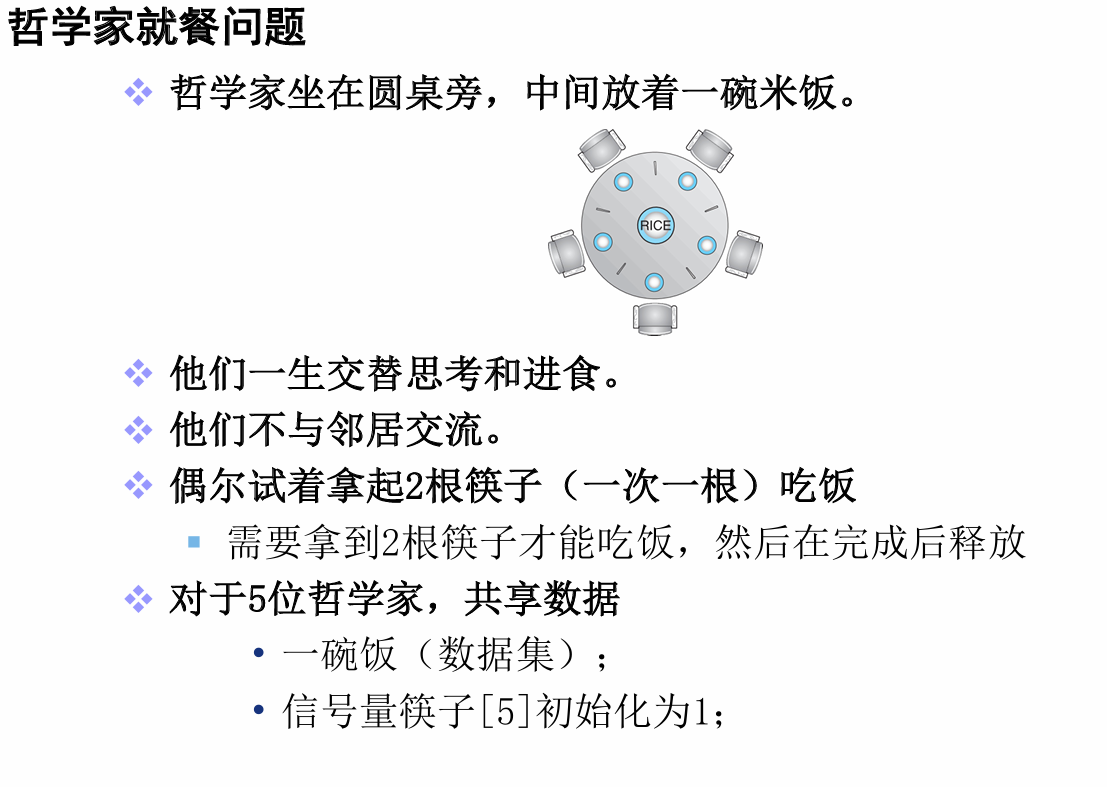 哲学家就餐问题
哲学家坐在圆桌旁，中间放着一碗米饭。
RICE
他们一生交替思考和进食。
他们不与邻居交流。
偶尔试着拿起2根筷子（一次一根）吃饭
需要拿到2根筷子才能吃饭，然后在完成后释放
对于5位哲学家，共享数据
一碗饭（数据集）；
信号量筷子[5]初始化为1；